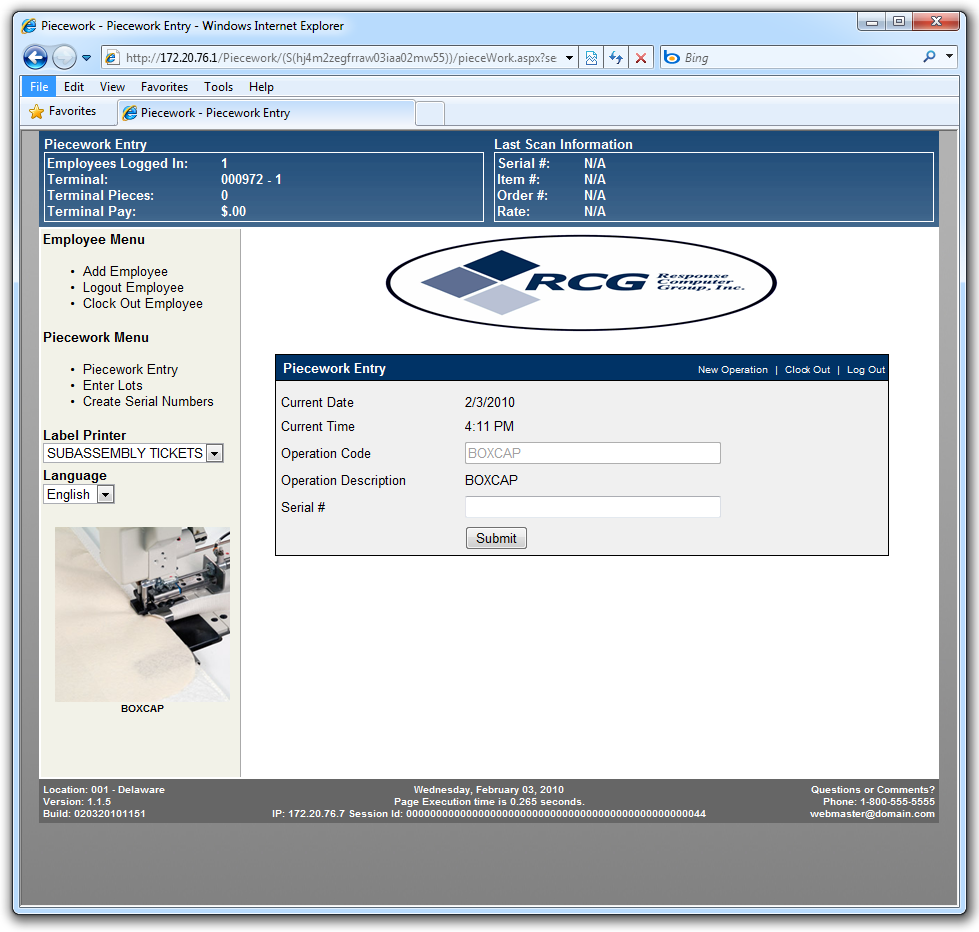 Piecework - Piecework Entry - Windows Internet Explorer
http://172.20.76.1/Piecework/(S(hj4m2zegfrraw03iaa02mw55))/pieceWork.aspx?se
Bing
File Edit View Favorites Tools Help
Favorites
Piecework - Piecework Entry
Piecework Entry
Employees Logged In: 1
Terminal: 000972 - 1
Terminal Pieces: 0
Terminal Pay: $.00
Last Scan Information
Serial #: N/A
Item #: N/A
Order #: N/A
Rate: N/A
Employee Menu
• Add Employee
• Logout Employee
• Clock Out Employee
Piecework Menu
• Piecework Entry
• Enter Lots
• Create Serial Numbers
Label Printer
SUBASSEMBLY TICKETS
Language
English
BOXCAP
RCG
Response
Computer
Group, Inc.
Piecework Entry
New Operation | Clock Out | Log Out
Current Date 2/3/2010
Current Time 4:11 PM
Operation Code BOXCAP
Operation Description BOXCAP
Serial #
Submit
Location: 001 - Delaware
Version: 1.1.5
Build: 020320101151
Wednesday, February 03, 2010
Page Execution time is 0.265 seconds.
IP: 172.20.76.7 Session Id: 00000000000000000000000000000000000000000000000044
Questions or Comments?
Phone: 1-800-555-5555
webmaster@domain.com